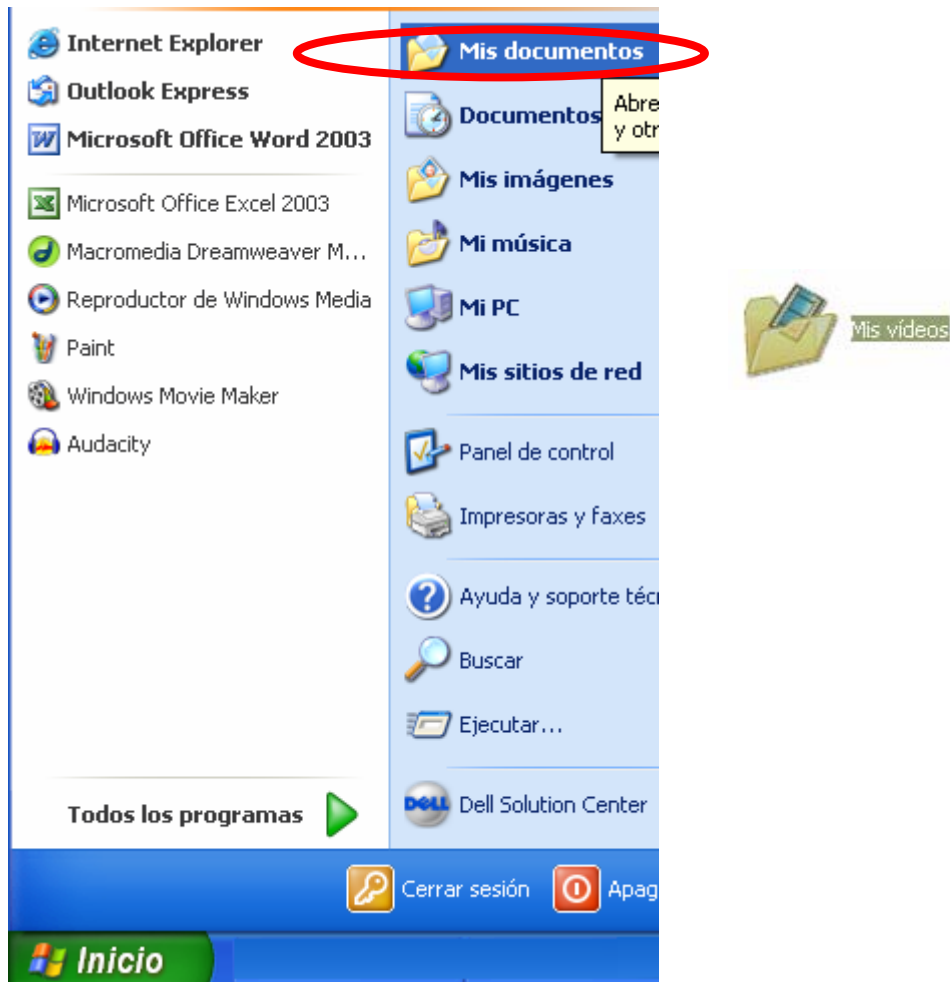 Internet Explorer
Outlook Express
Microsoft Office Word 2003
Microsoft Office Excel 2003
Macromedia Dreamweaver M...
Reproductor de Windows Media
Paint
Windows Movie Maker
Audacity
Todos los programas
Mis documentos
Documentos
Abre
y otr
Mis imágenes
Mi música
Mi PC
Mis sitios de red
Panel de control
Impresoras y faxes
Ayuda y soporte técn
Buscar
Ejecutar...
DELL
Dell Solution Center
Cerrar sesión
Apag
Inicio
Mis vídeos